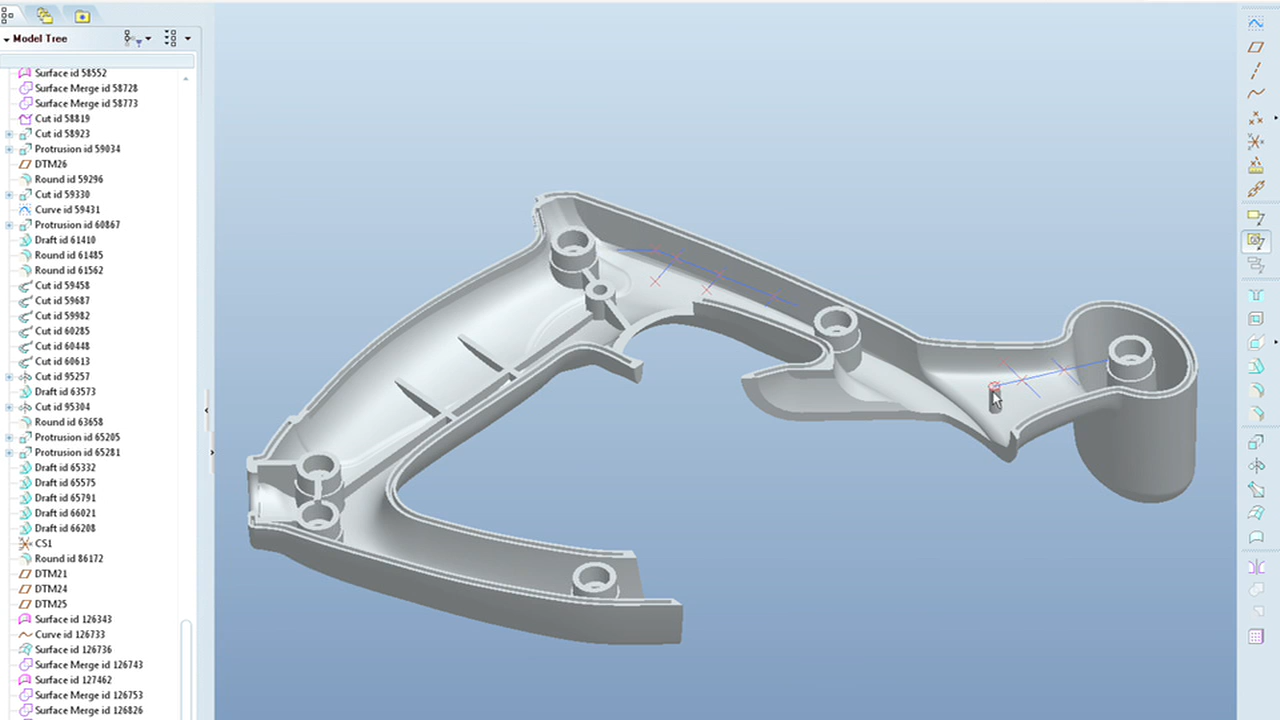 Model Tree
Surface id 58552
Surface Merge id 58728
Surface Merge id 58773
Cut id 58819
Cut id 58923
Protrusion id 59034
DTM26
Round id 59296
Cut id 59330
Curve id 59431
Protrusion id 60867
Draft id 61410
Round id 61485
Round id 61562
Cut id 59458
Cut id 59687
Cut id 59982
Cut id 60285
Cut id 60448
Cut id 60613
Cut id 95257
Draft id 63573
Cut id 95304
Round id 63658
Protrusion id 65205
Protrusion id 65281
Draft id 65332
Draft id 65575
Draft id 65791
Draft id 66021
Draft id 66208
CS1
Round id 86172
DTM21
DTM24
DTM25
Surface id 126343
Curve id 126733
Surface id 126736
Surface Merge id 126743
Surface id 127462
Surface Merge id 126753
Surface Merge id 126826